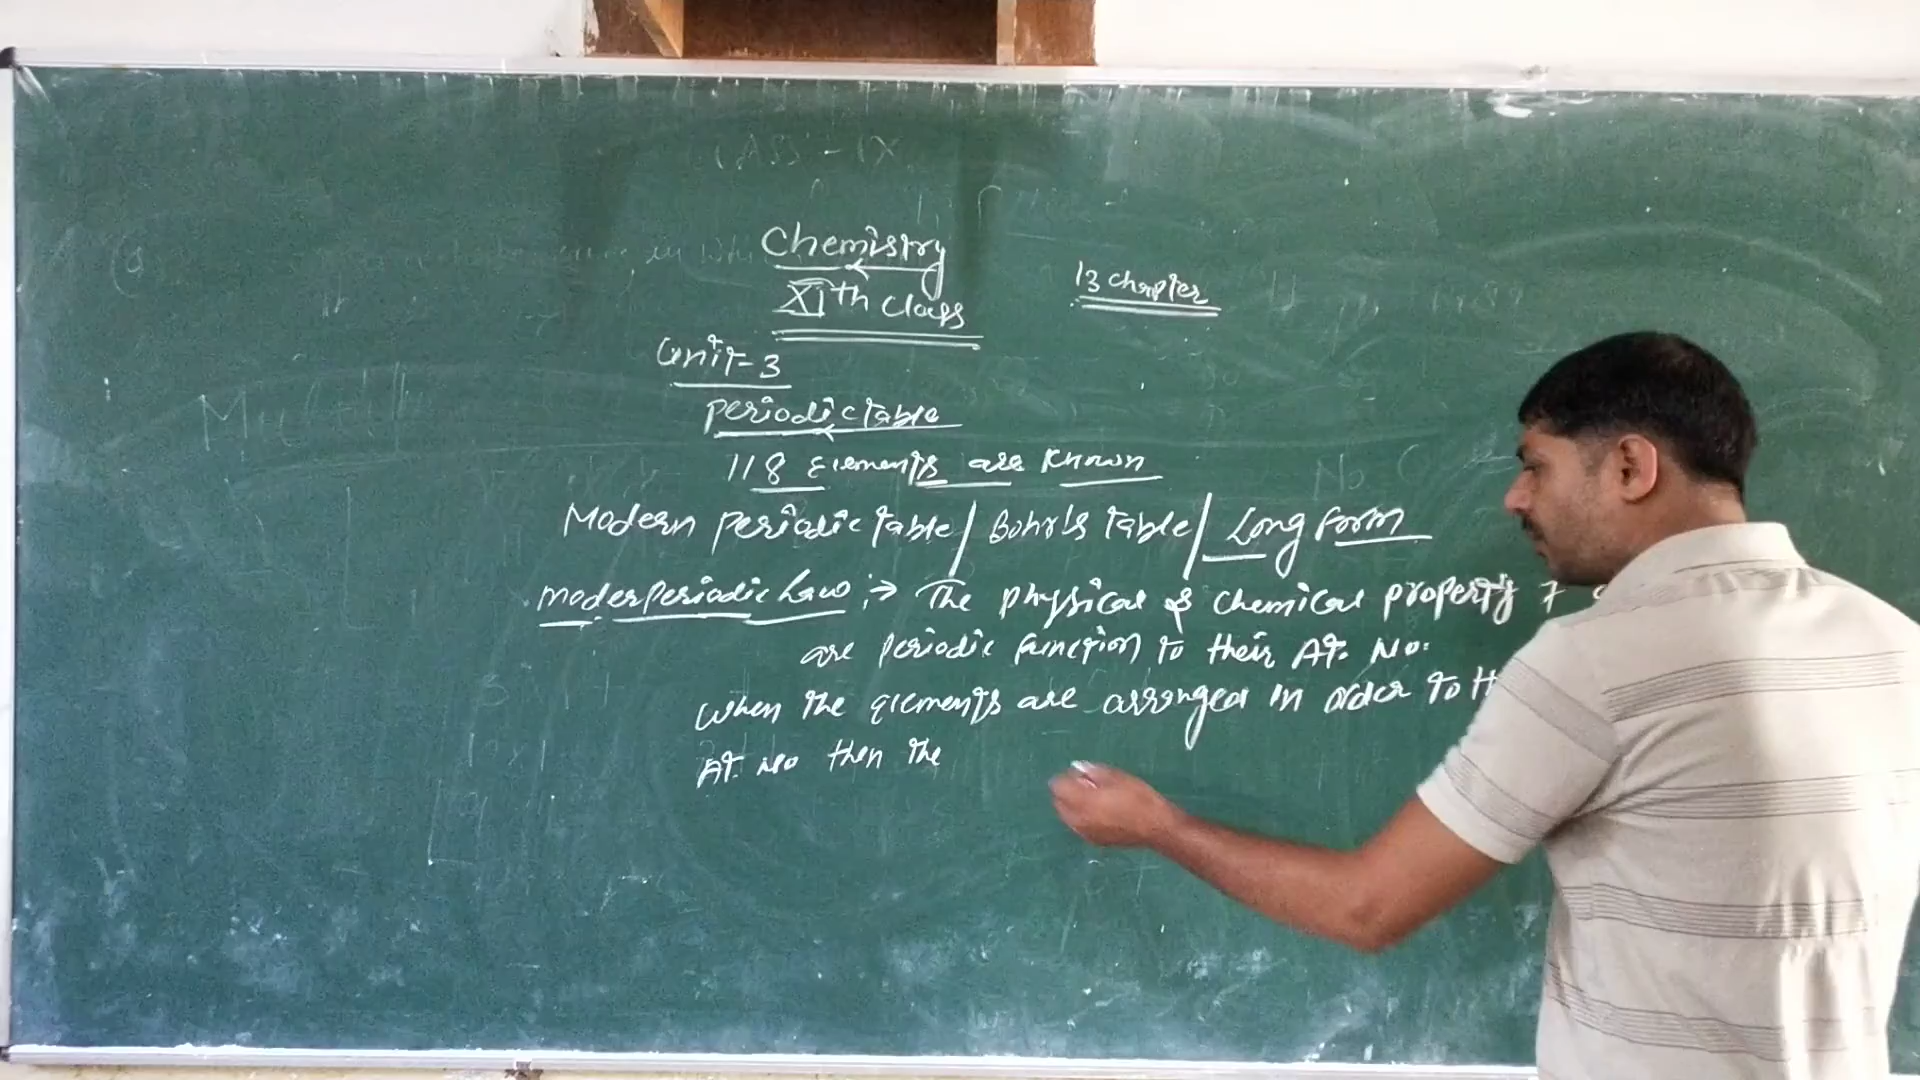 Chemistry
XIth class
13 chapter
Unit-3
Periodic table
118 Elements are known
Modern Periodic table / Bohr's table / Long form
Moder Periodic Law :→ The physical & chemical property
are periodic function to their At. No.
When the elements are arranged in order to
At. No then the